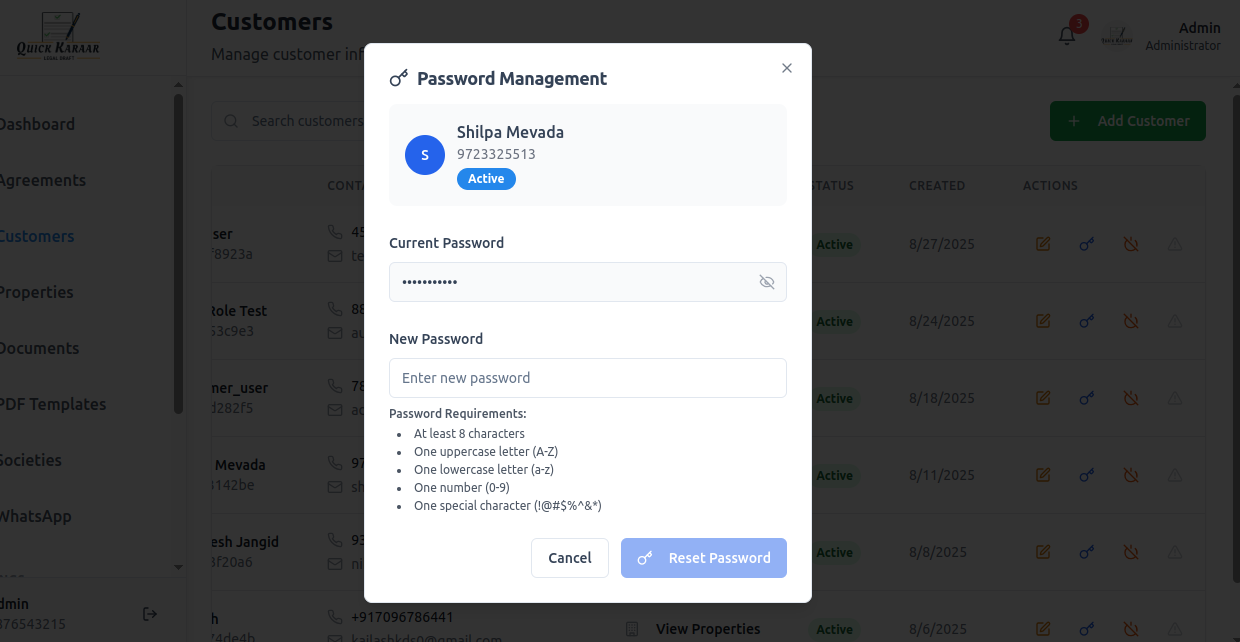 QUICK KARAAR
LEGAL DRAFT
Customers
Manage customer inf
3
Admin
Administrator
Dashboard
Agreements
Customers
Properties
Documents
PDF Templates
Societies
WhatsApp
dmin
876543215
Search customers
+ Add Customer
CONTA
STATUS
CREATED
ACTIONS
ser
f8923a
45
te
Active
8/27/2025
Role Test
53c9e3
88
au
Active
8/24/2025
mer_user
d282f5
78
ac
Active
8/18/2025
Mevada
3142be
97
sh
Active
8/11/2025
esh Jangid
3f20a6
93
ni
Active
8/8/2025
h
74de4b
+917096786441
kailashkds0@gmail.com
View Properties
Active
8/6/2025
Password Management
S
Shilpa Mevada
9723325513
Active
Current Password
•••••••••••
New Password
Enter new password
Password Requirements:
• At least 8 characters
• One uppercase letter (A-Z)
• One lowercase letter (a-z)
• One number (0-9)
• One special character (!@#$%^&*)
Cancel
Reset Password